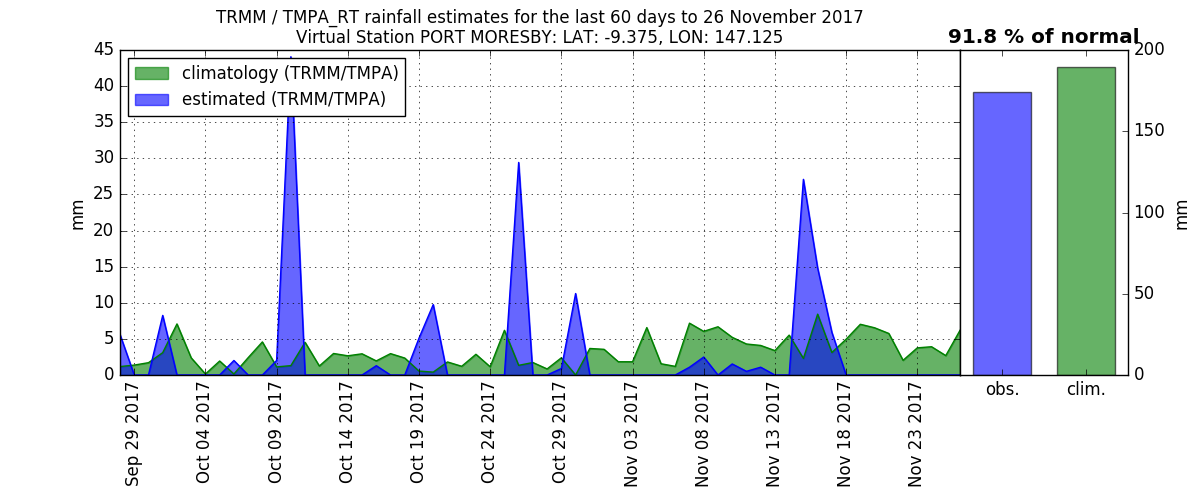 TRMM / TMPA_RT rainfall estimates for the last 60 days to 26 November 2017
Virtual Station PORT MORESBY: LAT: -9.375, LON: 147.125
91.8 % of normal
climatology (TRMM/TMPA)
estimated (TRMM/TMPA)
45
40
35
30
25
20
15
10
5
0
mm
Sep 29 2017
Oct 04 2017
Oct 09 2017
Oct 14 2017
Oct 19 2017
Oct 24 2017
Oct 29 2017
Nov 03 2017
Nov 08 2017
Nov 13 2017
Nov 18 2017
Nov 23 2017
obs.
clim.
200
150
100
50
0
mm